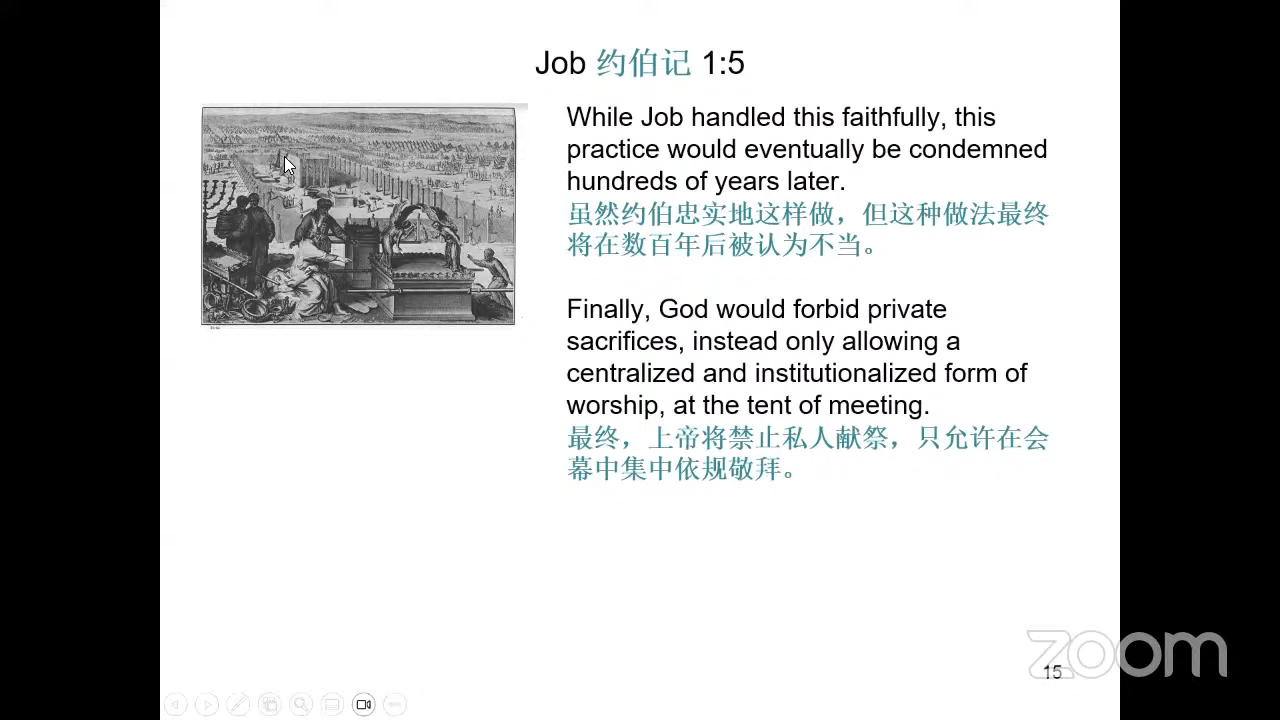 Job 约伯记 1:5
While Job handled this faithfully, this
practice would eventually be condemned
hundreds of years later.
虽然约伯忠实地这样做，但这种做法最终
将在数百年后被认为不当。
Finally, God would forbid private
sacrifices, instead only allowing a
centralized and institutionalized form of
worship, at the tent of meeting.
最终，上帝将禁止私人献祭，只允许在会
幕中集中依规敬拜。
zoom
15